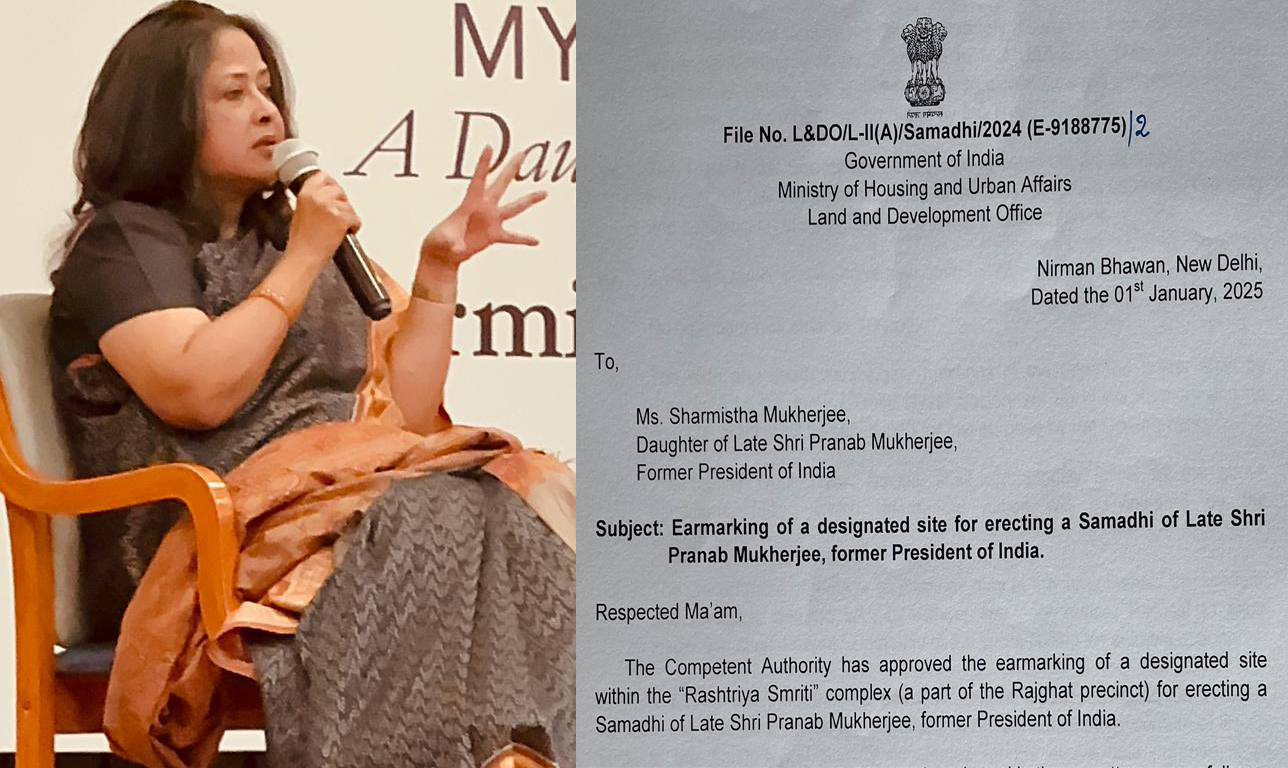 MY
A Dau
rmi
File No. L&DO/L-II(A)/Samadhi/2024 (E-9188775)/2
Government of India
Ministry of Housing and Urban Affairs
Land and Development Office
Nirman Bhawan, New Delhi,
Dated the 01st January, 2025
To,
Ms. Sharmistha Mukherjee,
Daughter of Late Shri Pranab Mukherjee,
Former President of India
Subject: Earmarking of a designated site for erecting a Samadhi of Late Shri
Pranab Mukherjee, former President of India.
Respected Ma'am,
The Competent Authority has approved the earmarking of a designated site
within the “Rashtriya Smriti” complex (a part of the Rajghat precinct) for erecting a
Samadhi of Late Shri Pranab Mukherjee, former President of India.